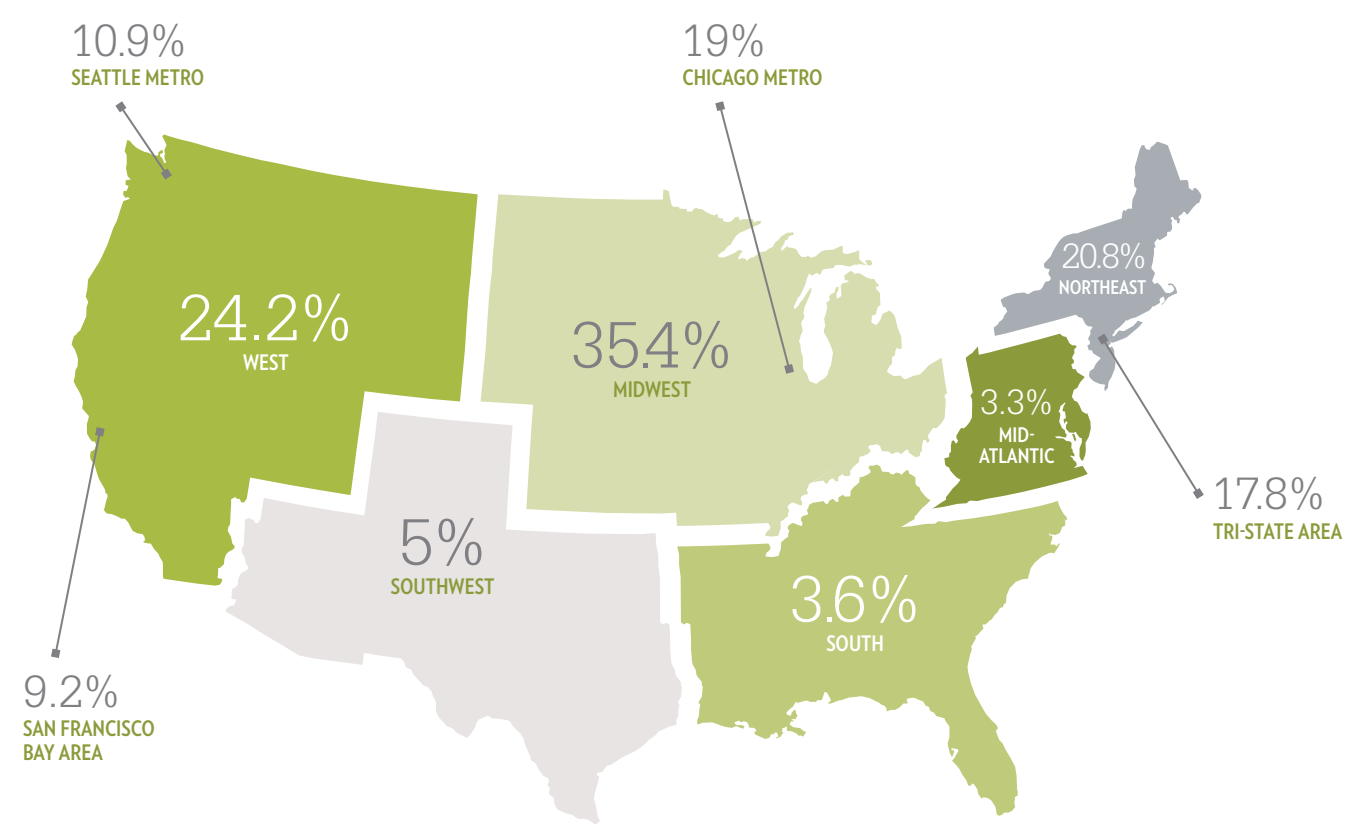 10.9%
SEATTLE METRO
19%
CHICAGO METRO
20.8%
NORTHEAST
24.2%
WEST
35.4%
MIDWEST
3.3%
MID-
ATLANTIC
17.8%
TRI-STATE AREA
5%
SOUTHWEST
3.6%
SOUTH
9.2%
SAN FRANCISCO
BAY AREA